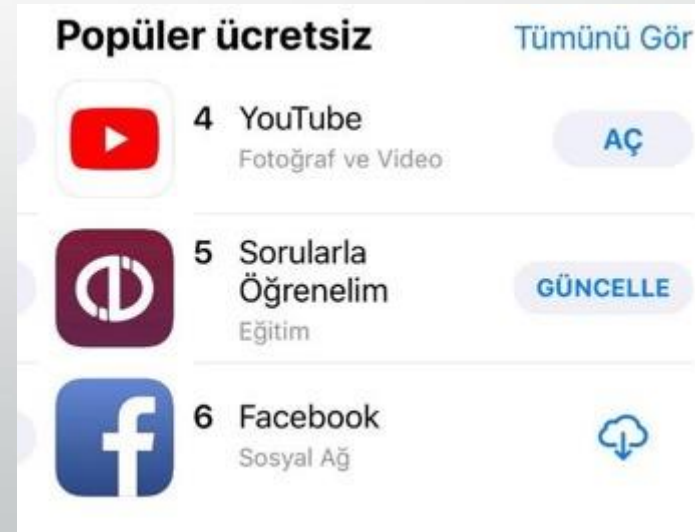 Popüler ücretsiz Tümünü Gör
4 YouTube AÇ
Fotoğraf ve Video
5 Sorularla
Öğrenelim GÜNCELLE
Eğitim
6 Facebook
Sosyal Ağ